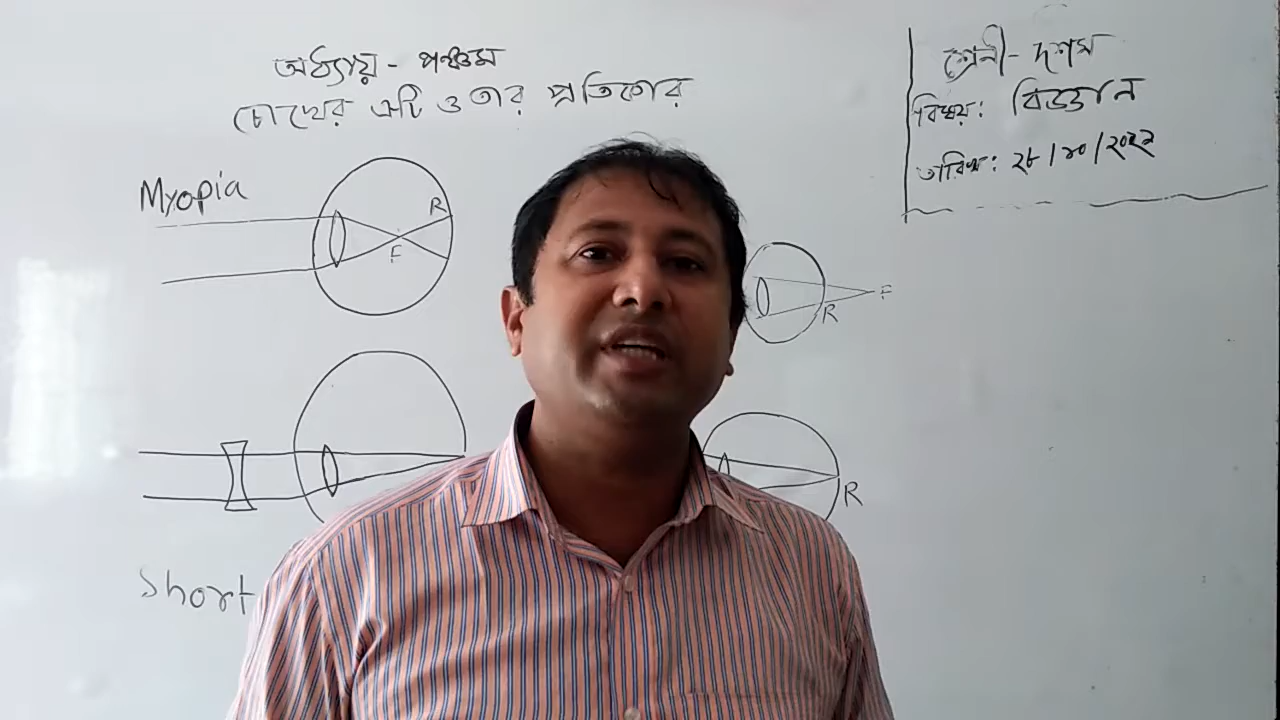 অধ্যায় - পঞ্চম
চোখের ত্রুটি ও তার প্রতিকার
শ্রেনী - দশম
বিষয়: বিজ্ঞান
তারিখ: ২৮/১০/২০২২
Myopia
R
F
F
R
R
Short